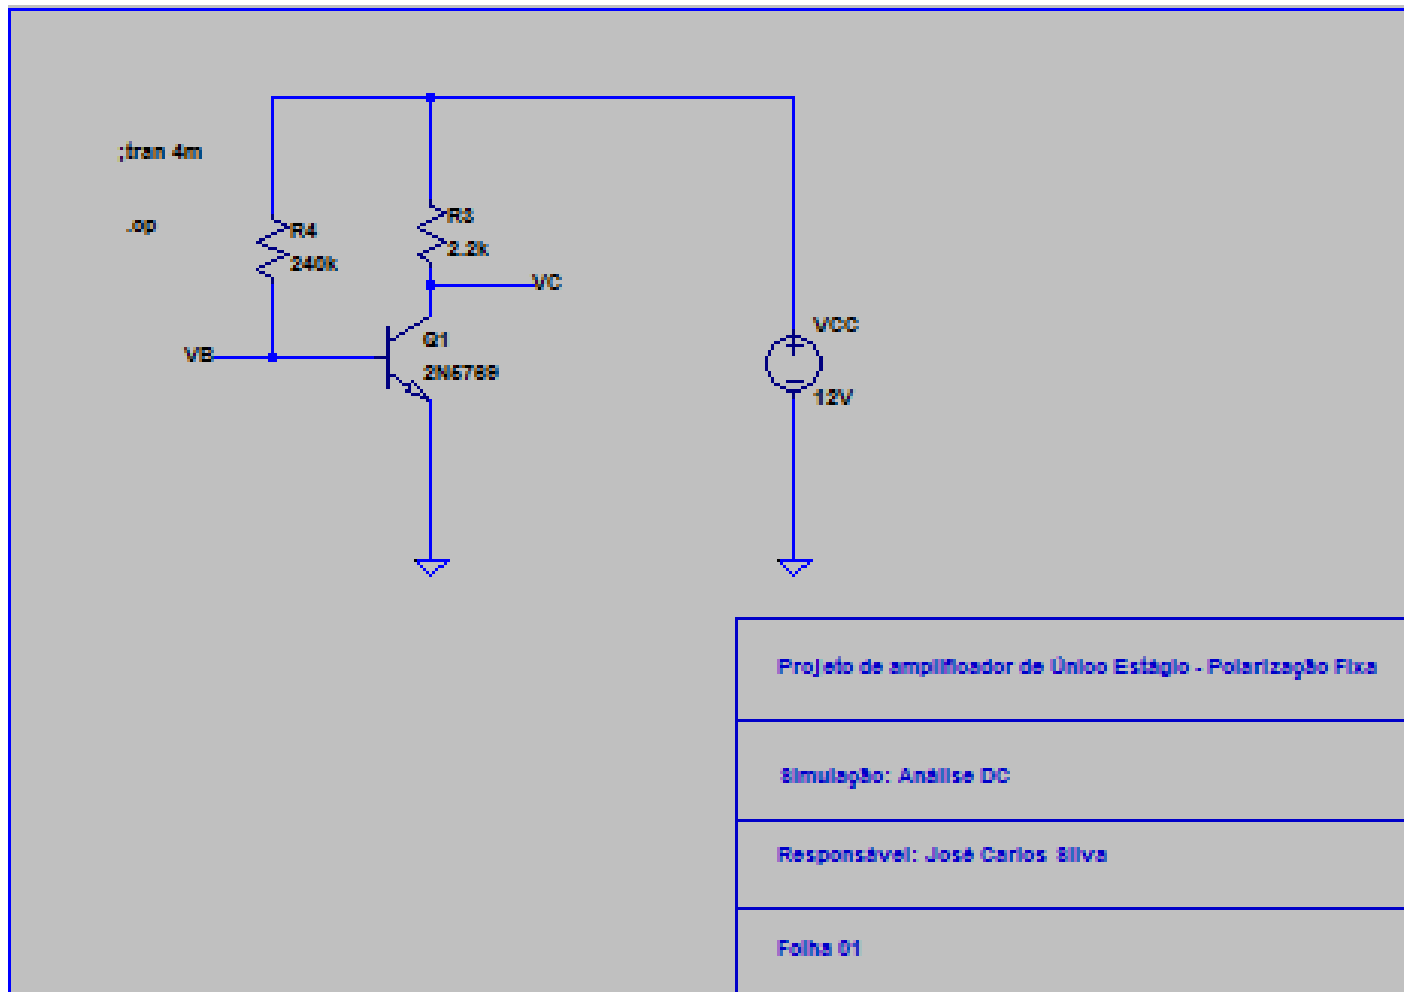 ;tran 4m
.op
R4
240k
R3
2.2k
VC
VB
Q1
2N5769
VCC
12V
Projeto de amplificador de Único Estágio - Polarização Fixa
Simulação: Análise DC
Responsável: José Carlos Silva
Folha 01